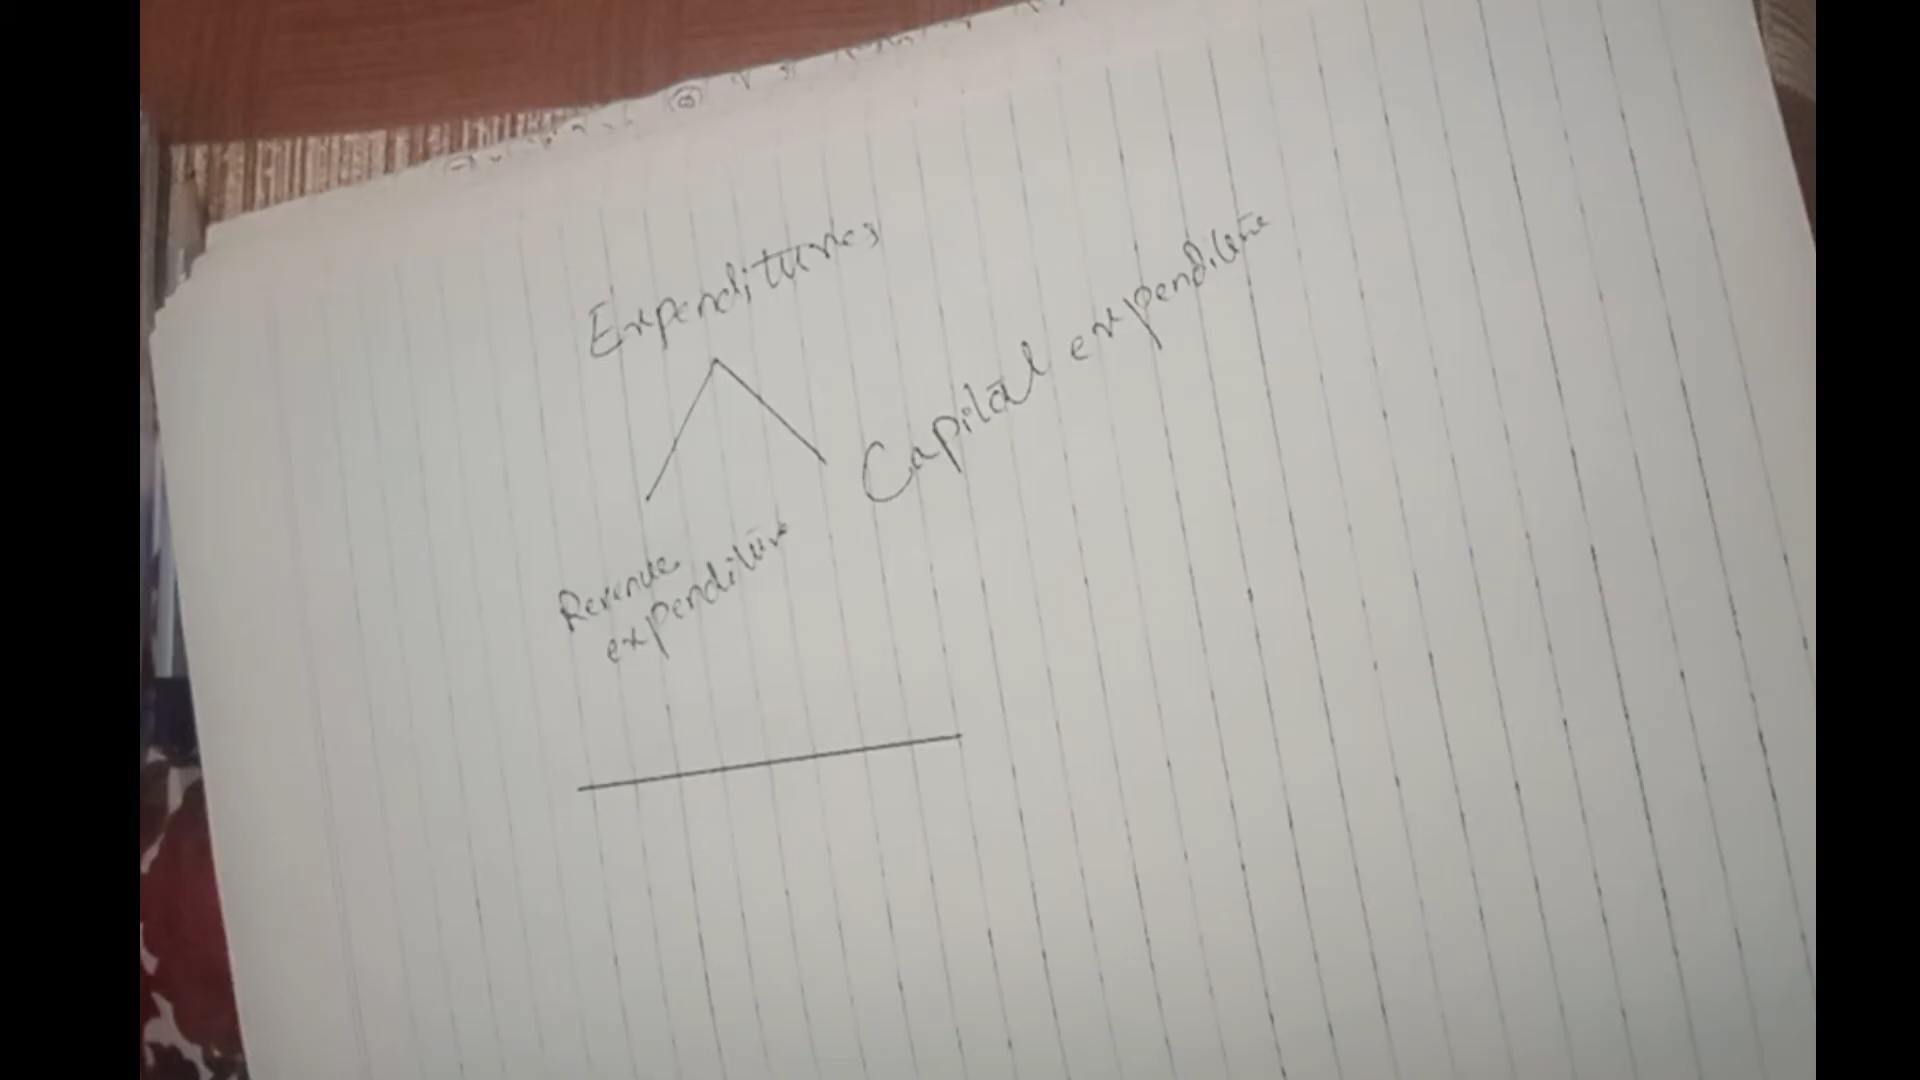 Expenditures
Capital expenditure
Revenue
expenditure